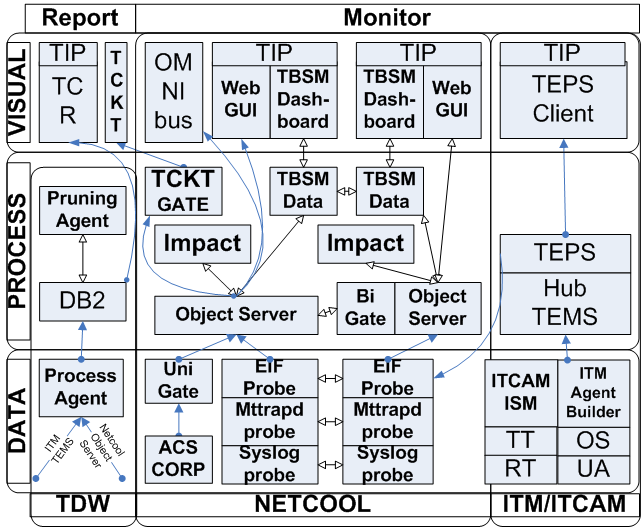 Report
Monitor
VISUAL
TIP
TC
R
T
C
K
T
OM
NI
bus
TIP
Web
GUI
TBSM
Dash-
board
TIP
TBSM
Dash-
board
Web
GUI
TIP
TEPS
Client
PROCESS
Pruning
Agent
DB2
TCKT
GATE
TBSM
Data
TBSM
Data
Impact
Impact
Object Server
Bi
Gate
Object
Server
TEPS
Hub
TEMS
DATA
Process
Agent
ITM
TEMS
Netcool
Object
Server
Uni
Gate
ACS
CORP
EIF
Probe
Mttrapd
probe
Syslog
probe
EIF
Probe
Mttrapd
probe
Syslog
probe
ITCAM
ISM
ITM
Agent
Builder
TT
OS
RT
UA
TDW
NETCOOL
ITM/ITCAM